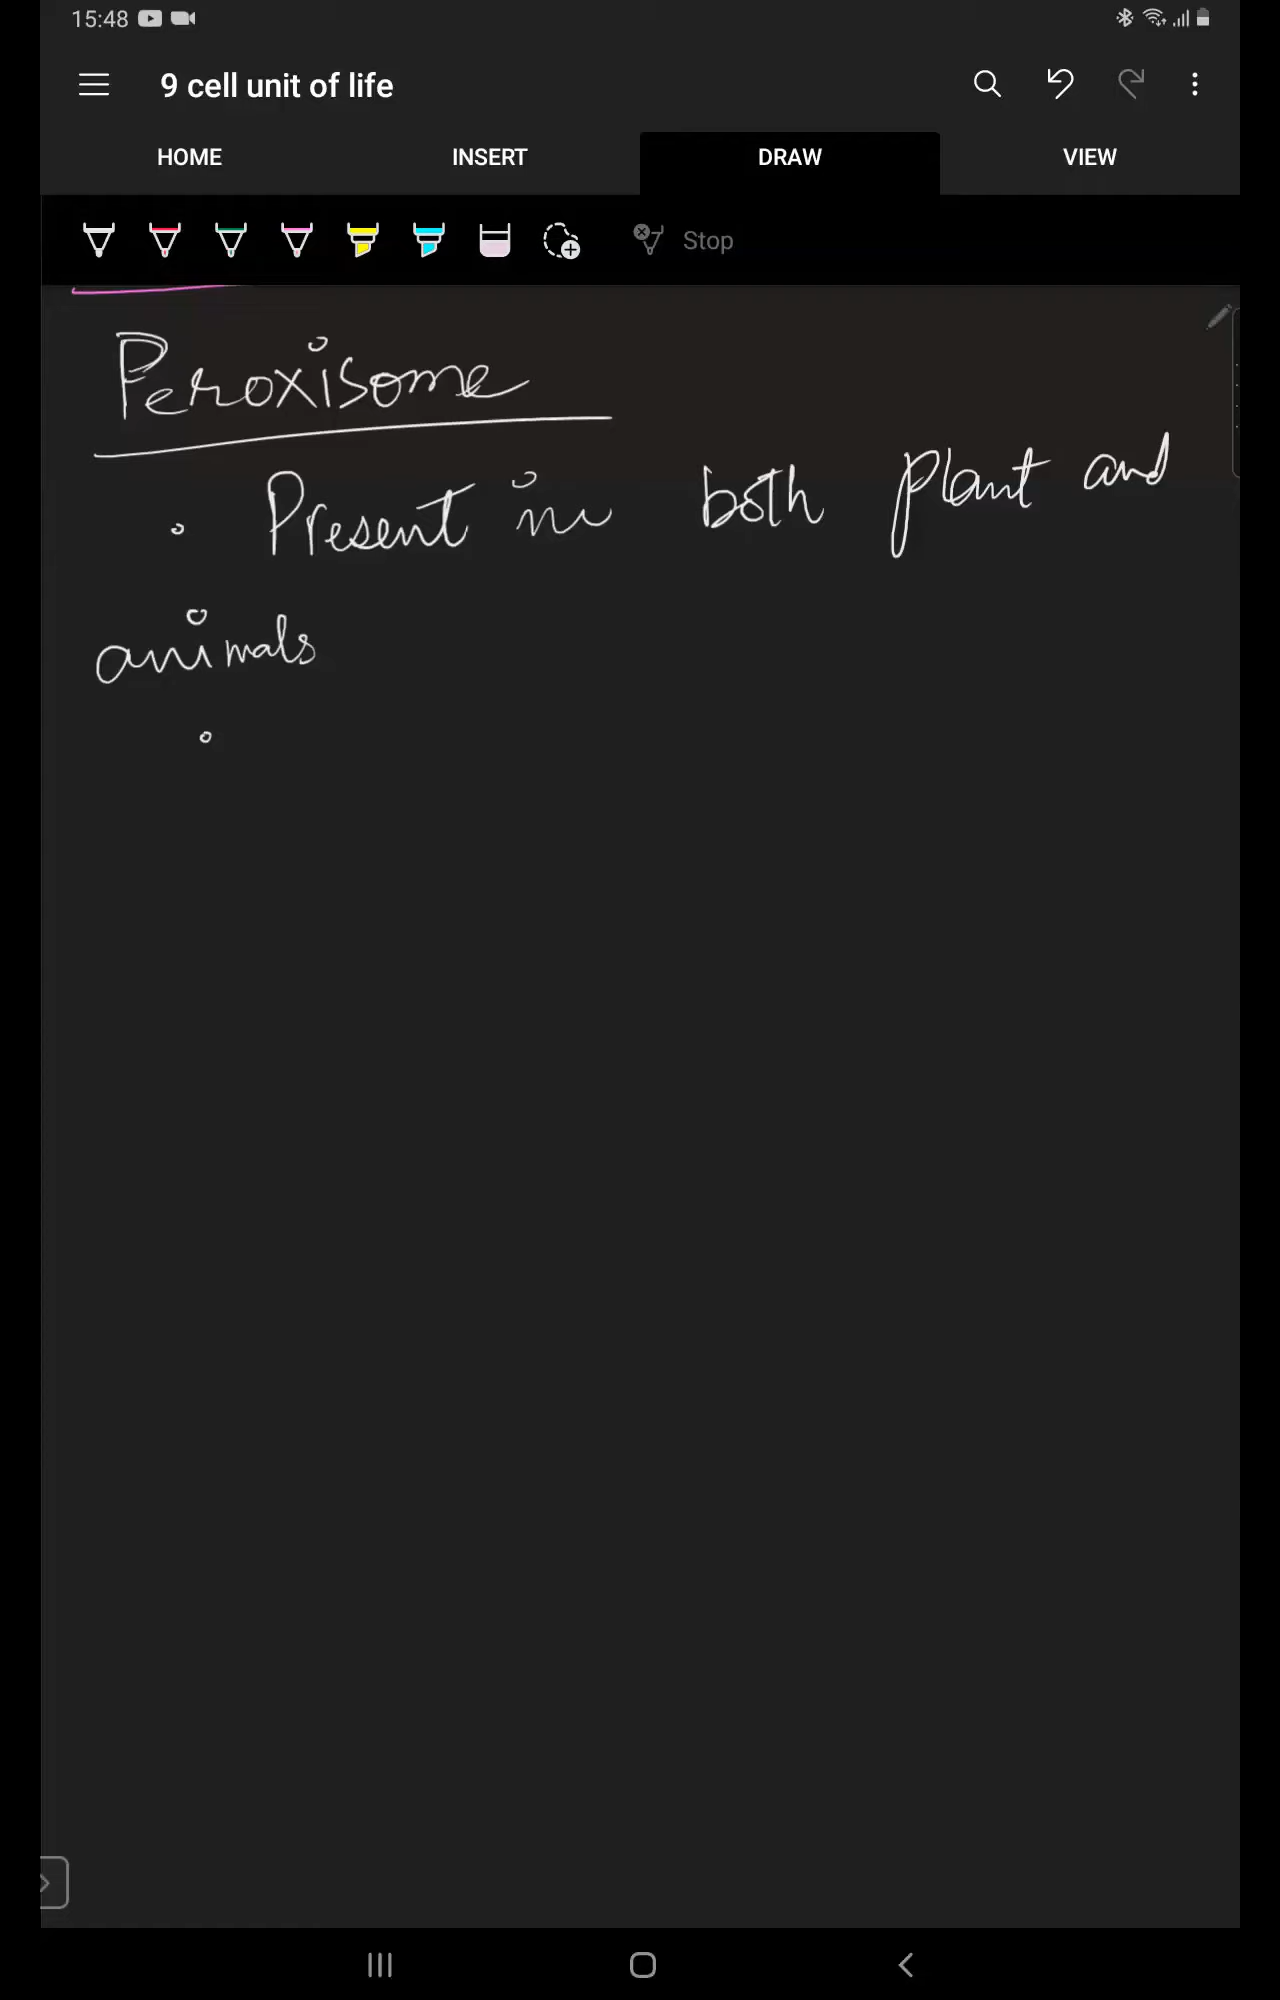 15:48
9 cell unit of life
HOME INSERT DRAW VIEW
Stop
Peroxisome
• Present in both plant and
animals
•